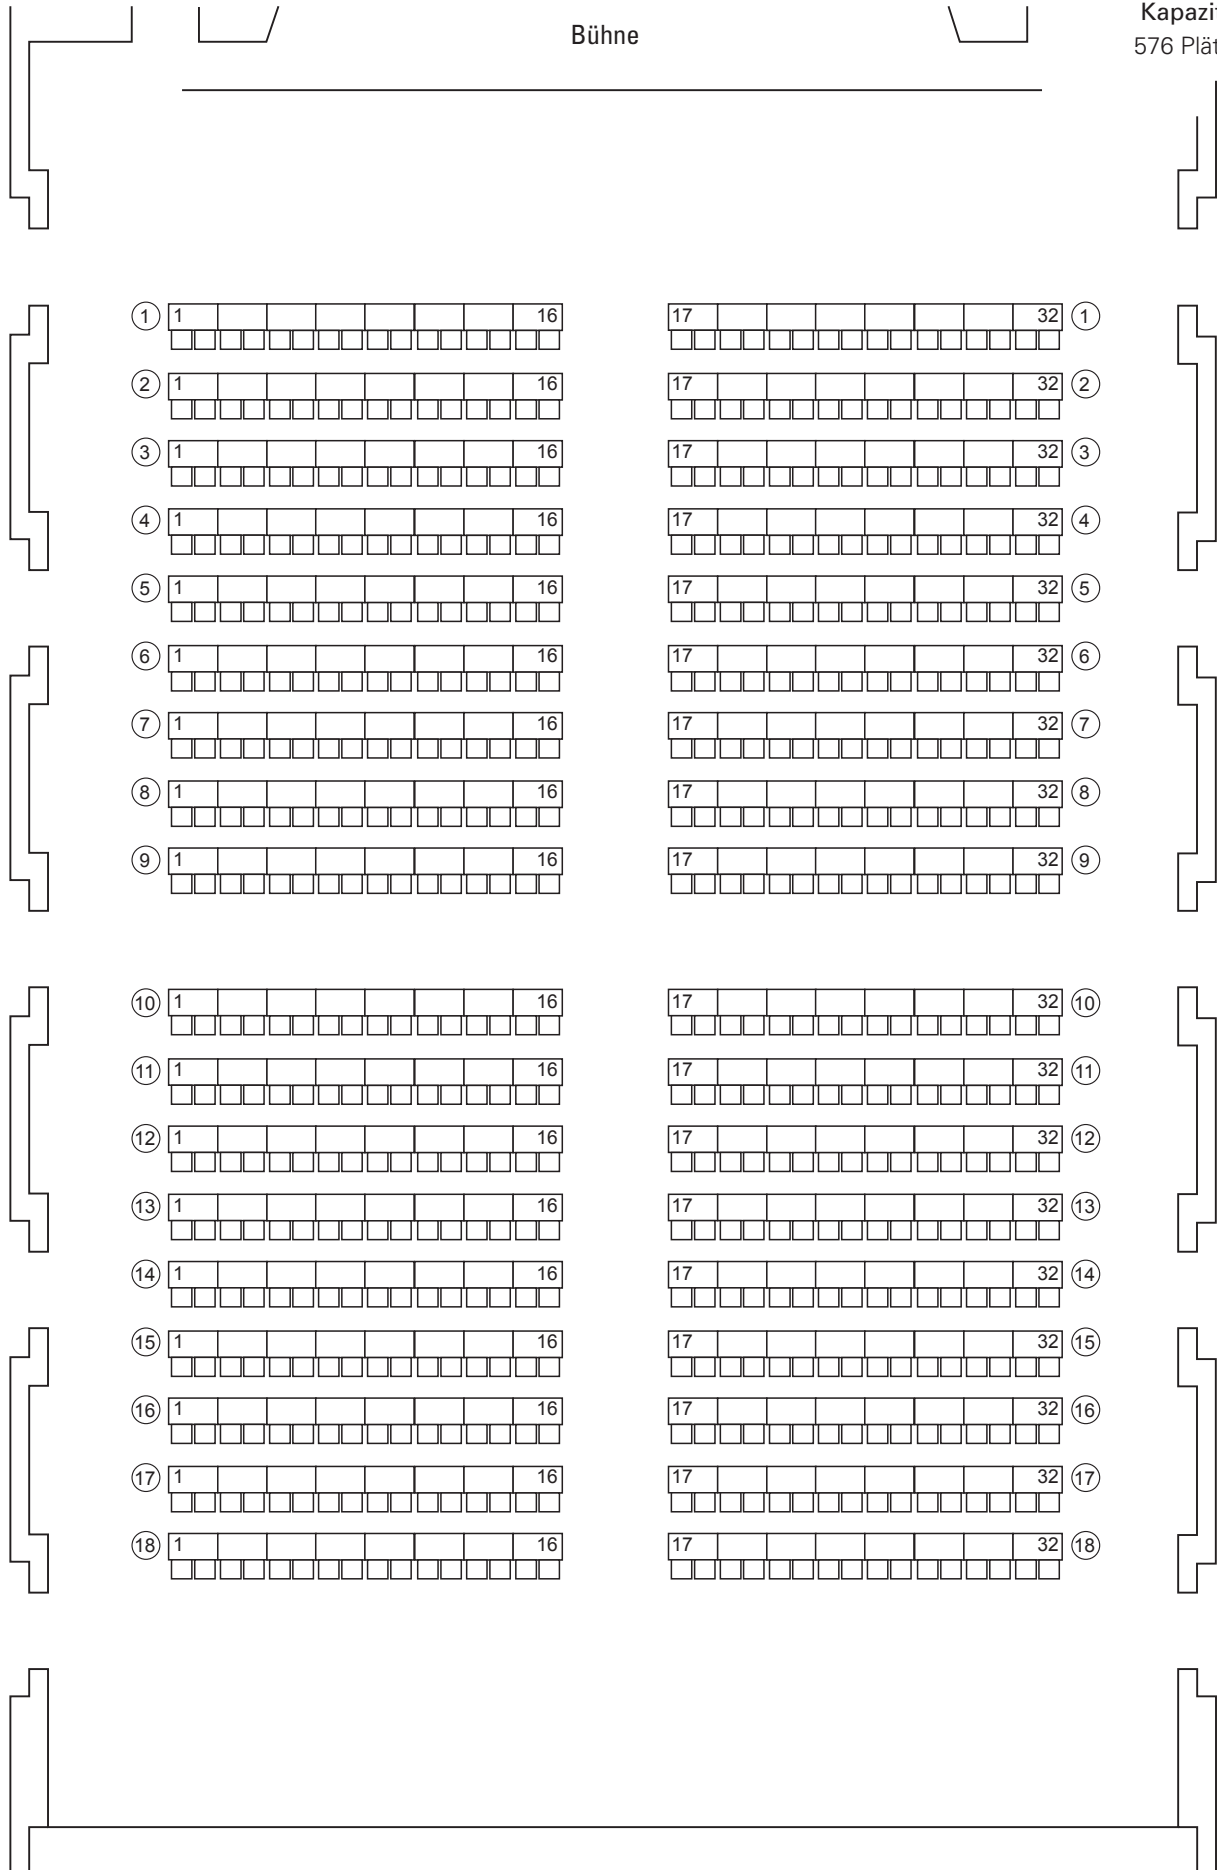 Bühne
Kapazi
576 Plät
1 1 16 17 32 1
2 1 16 17 32 2
3 1 16 17 32 3
4 1 16 17 32 4
5 1 16 17 32 5
6 1 16 17 32 6
7 1 16 17 32 7
8 1 16 17 32 8
9 1 16 17 32 9
10 1 16 17 32 10
11 1 16 17 32 11
12 1 16 17 32 12
13 1 16 17 32 13
14 1 16 17 32 14
15 1 16 17 32 15
16 1 16 17 32 16
17 1 16 17 32 17
18 1 16 17 32 18